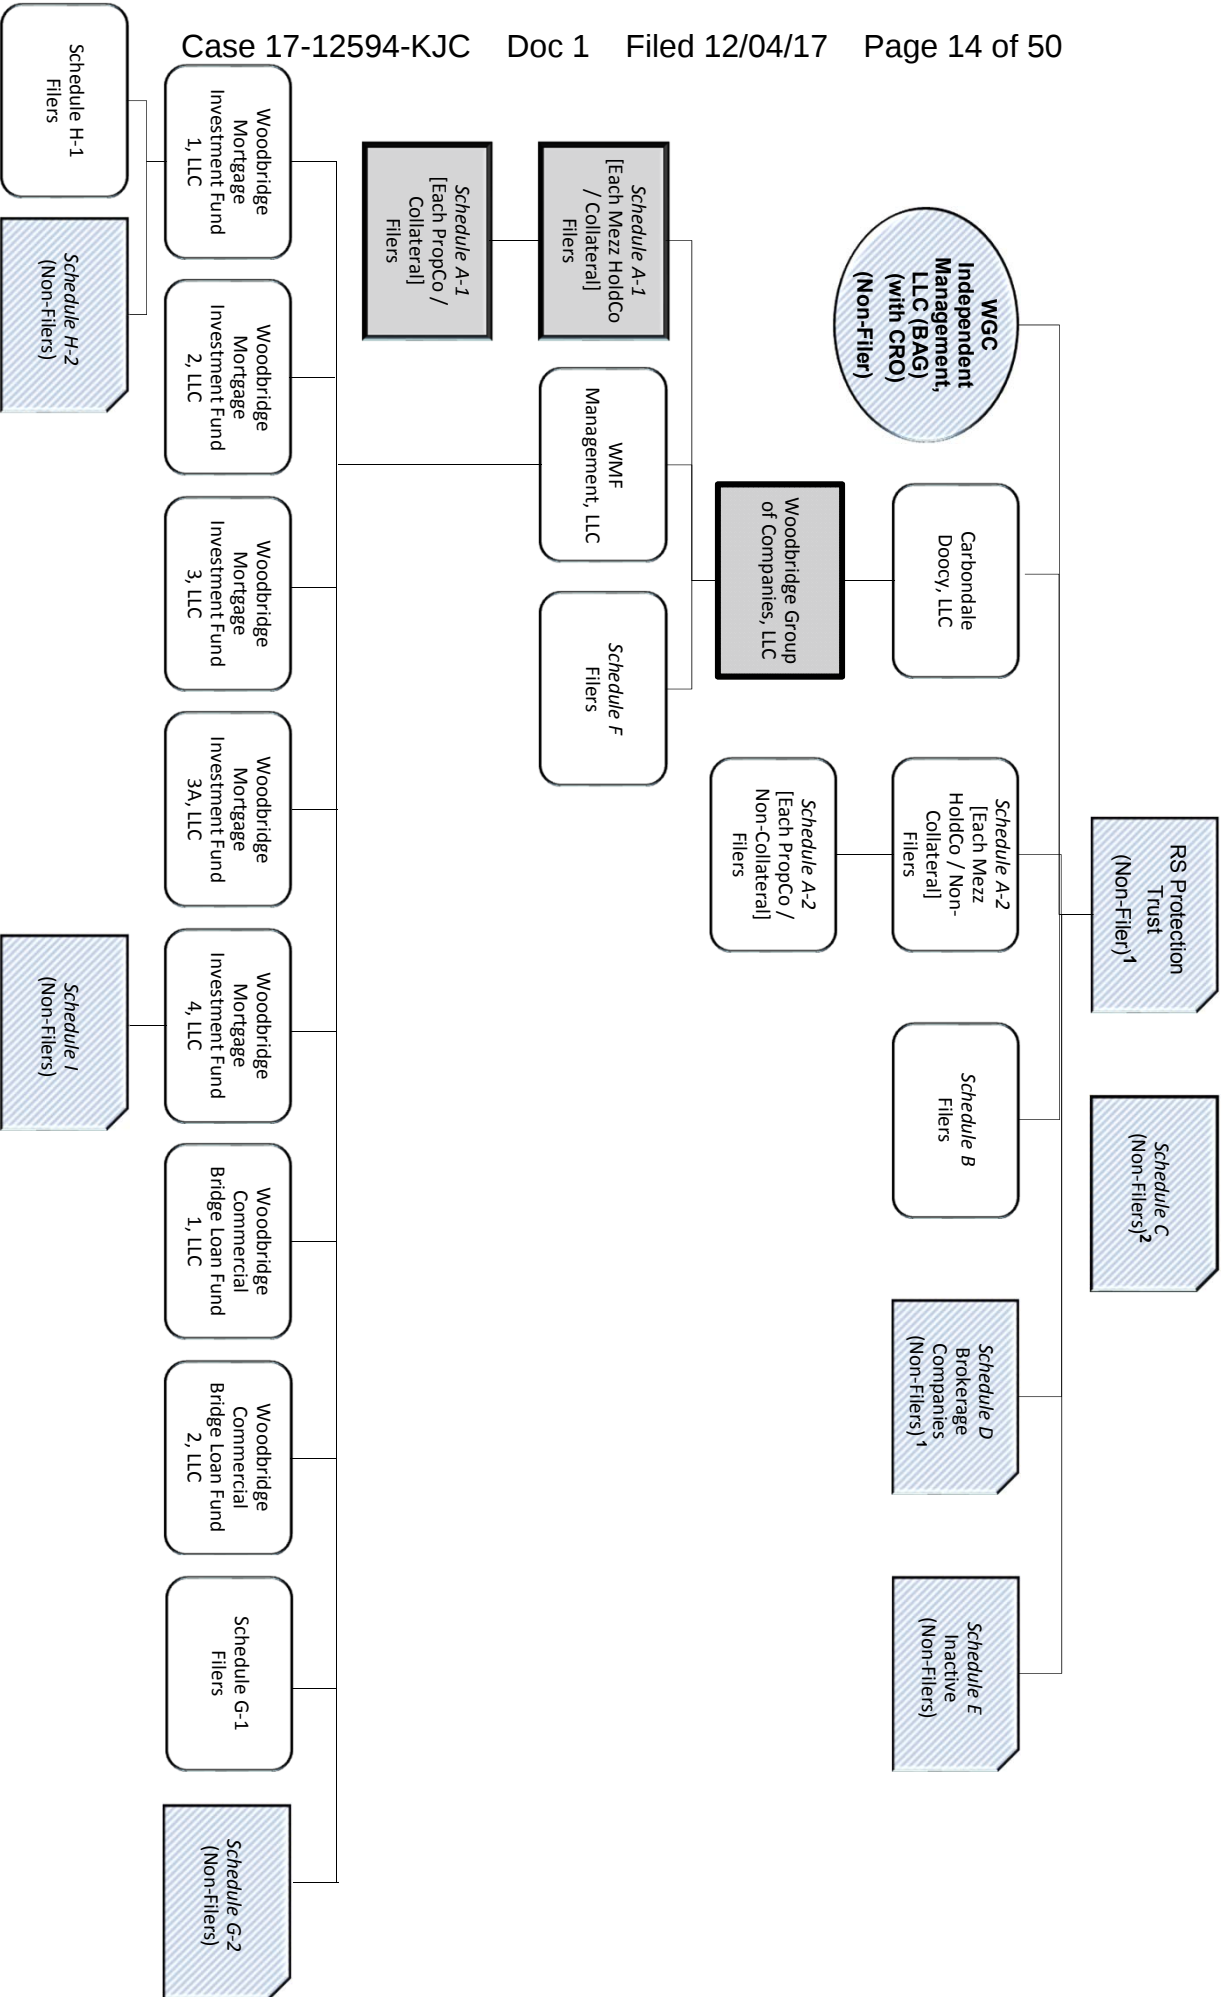 Case 17-12594-KJC Doc 1 Filed 12/04/17 Page 14 of 50
RS Protection
Trust
(Non-Filer)¹
Schedule C
(Non-Filers)²
WGC
Independent
Management,
LLC (BAG)
(with CRO)
(Non-Filer)
Carbondale
Doocy, LLC
Schedule A-2
[Each Mezz
HoldCo / Non-
Collateral]
Filers
Schedule B
Filers
Schedule D
Brokerage
Companies
(Non-Filers) ¹
Schedule E
Inactive
(Non-Filers)
Woodbridge Group
of Companies, LLC
Schedule A-2
[Each PropCo /
Non-Collateral]
Filers
Schedule A-1
[Each Mezz HoldCo
/ Collateral]
Filers
WMF
Management, LLC
Schedule F
Filers
Schedule A-1
[Each PropCo /
Collateral]
Filers
Woodbridge
Mortgage
Investment Fund
1, LLC
Woodbridge
Mortgage
Investment Fund
2, LLC
Woodbridge
Mortgage
Investment Fund
3, LLC
Woodbridge
Mortgage
Investment Fund
3A, LLC
Woodbridge
Mortgage
Investment Fund
4, LLC
Woodbridge
Commercial
Bridge Loan Fund
1, LLC
Woodbridge
Commercial
Bridge Loan Fund
2, LLC
Schedule G-1
Filers
Schedule G-2
(Non-Filers)
Schedule H-1
Filers
Schedule H-2
(Non-Filers)
Schedule I
(Non-Filers)